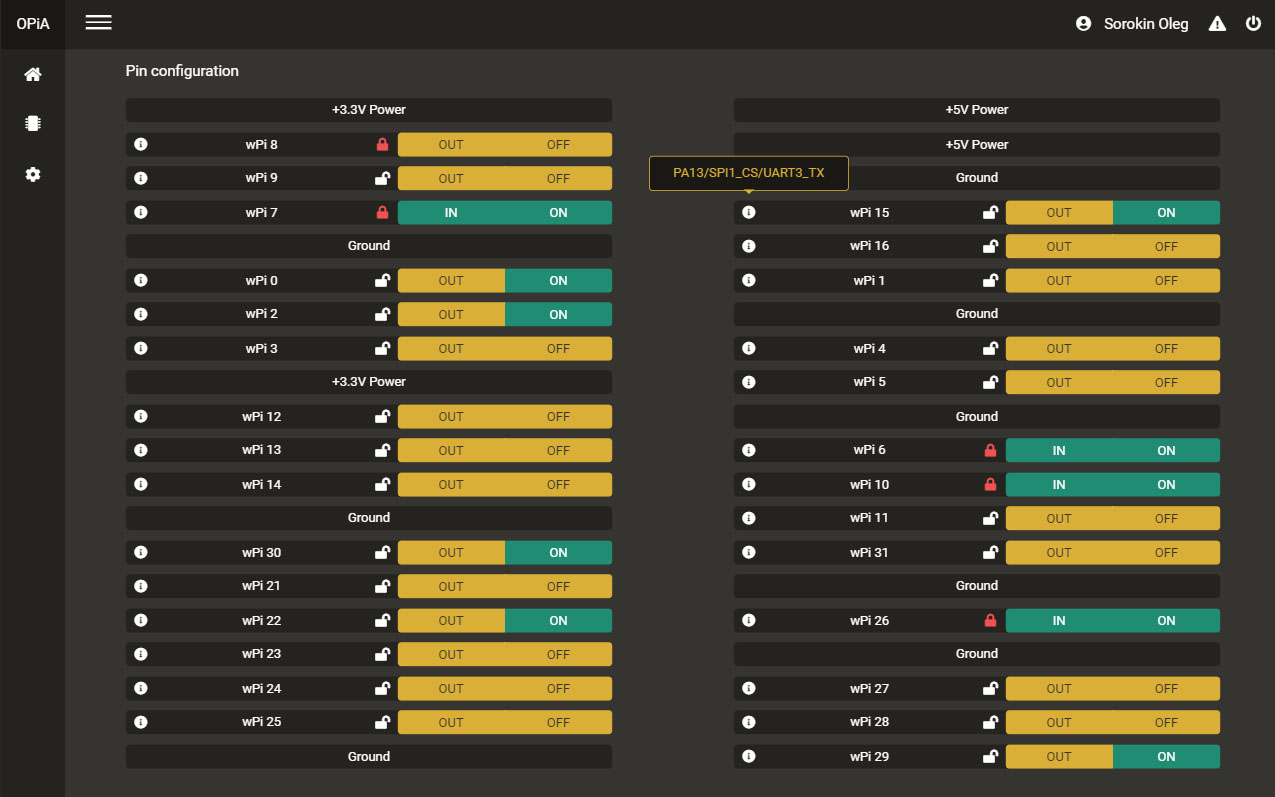 OPiA
Sorokin Oleg
Pin configuration
+3.3V Power
wPi 8 OUT OFF
wPi 9 OUT OFF
wPi 7 IN ON
Ground
wPi 0 OUT ON
wPi 2 OUT ON
wPi 3 OUT OFF
+3.3V Power
wPi 12 OUT OFF
wPi 13 OUT OFF
wPi 14 OUT OFF
Ground
wPi 30 OUT ON
wPi 21 OUT OFF
wPi 22 OUT ON
wPi 23 OUT OFF
wPi 24 OUT OFF
wPi 25 OUT OFF
Ground
+5V Power
+5V Power
PA13/SPI1_CS/UART3_TX
Ground
wPi 15 OUT ON
wPi 16 OUT OFF
wPi 1 OUT OFF
Ground
wPi 4 OUT OFF
wPi 5 OUT OFF
Ground
wPi 6 IN ON
wPi 10 IN ON
wPi 11 OUT OFF
wPi 31 OUT OFF
Ground
wPi 26 IN ON
Ground
wPi 27 OUT OFF
wPi 28 OUT OFF
wPi 29 OUT ON